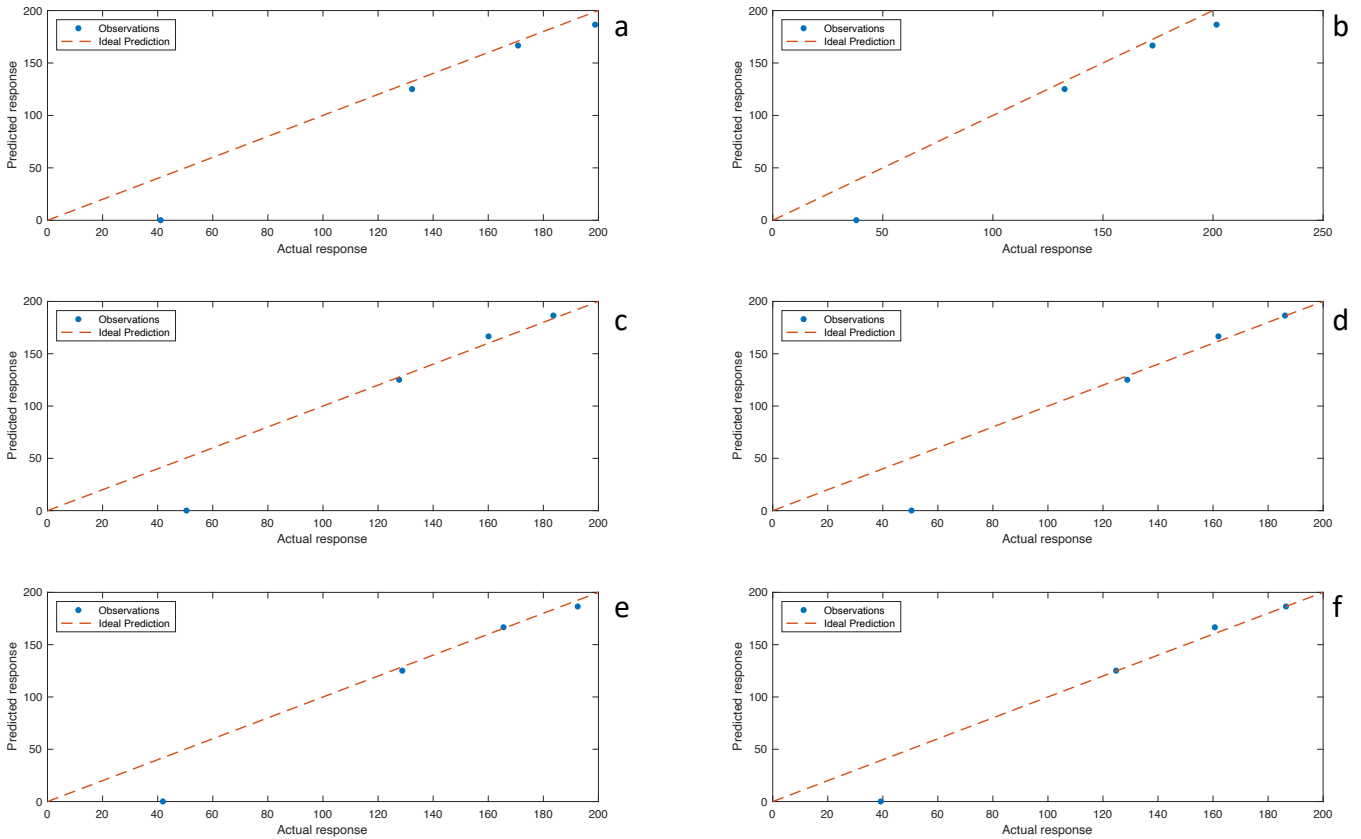 a
Observations
Ideal Prediction
200
150
100
50
0
Predicted response
0 20 40 60 80 100 120 140 160 180 200
Actual response
b
Observations
Ideal Prediction
200
150
100
50
0
Predicted response
0 50 100 150 200 250
Actual response
c
Observations
Ideal Prediction
200
150
100
50
0
Predicted response
0 20 40 60 80 100 120 140 160 180 200
Actual response
d
Observations
Ideal Prediction
200
150
100
50
0
Predicted response
0 20 40 60 80 100 120 140 160 180 200
Actual response
e
Observations
Ideal Prediction
200
150
100
50
0
Predicted response
0 20 40 60 80 100 120 140 160 180 200
Actual response
f
Observations
Ideal Prediction
200
150
100
50
0
Predicted response
0 20 40 60 80 100 120 140 160 180 200
Actual response